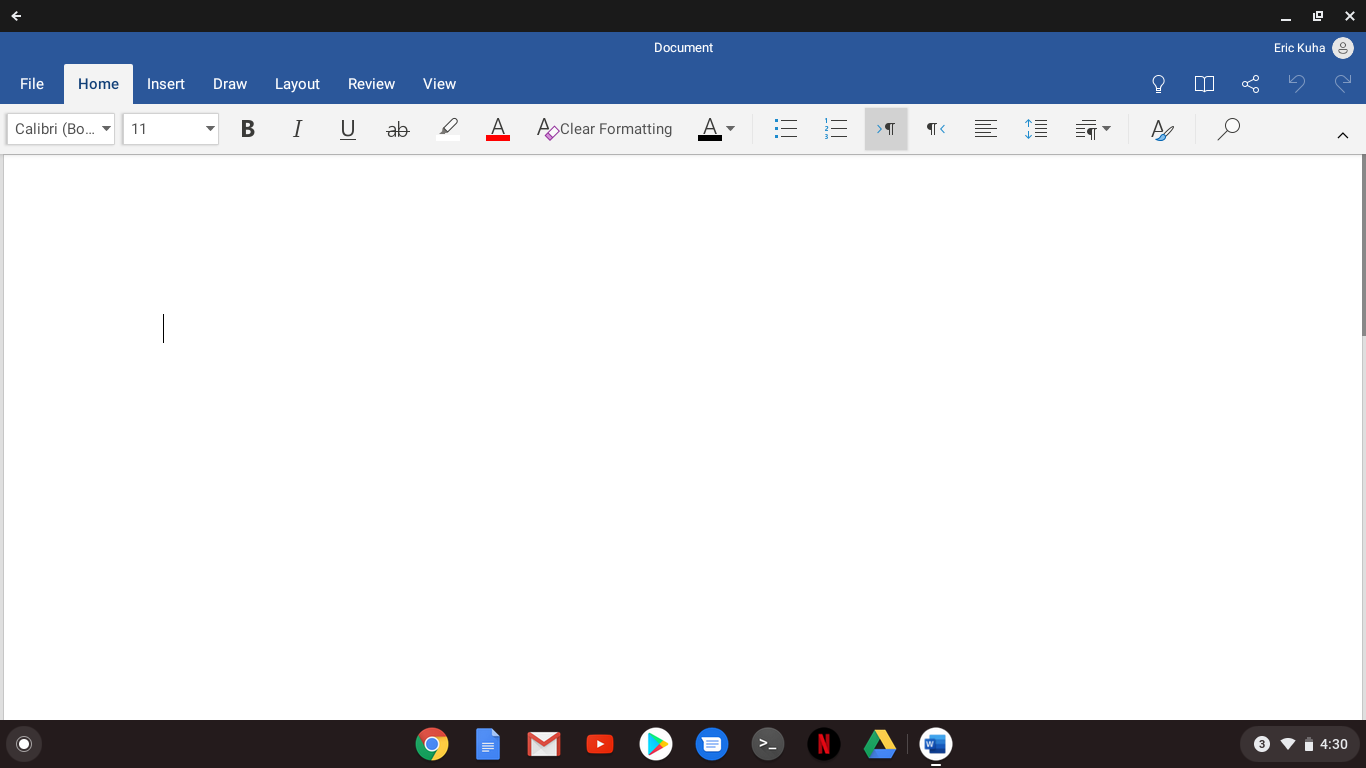 Document
Eric Kuha
File Home Insert Draw Layout Review View
Calibri (Bo... 11 B I U ab A A Clear Formatting A
3 4:30